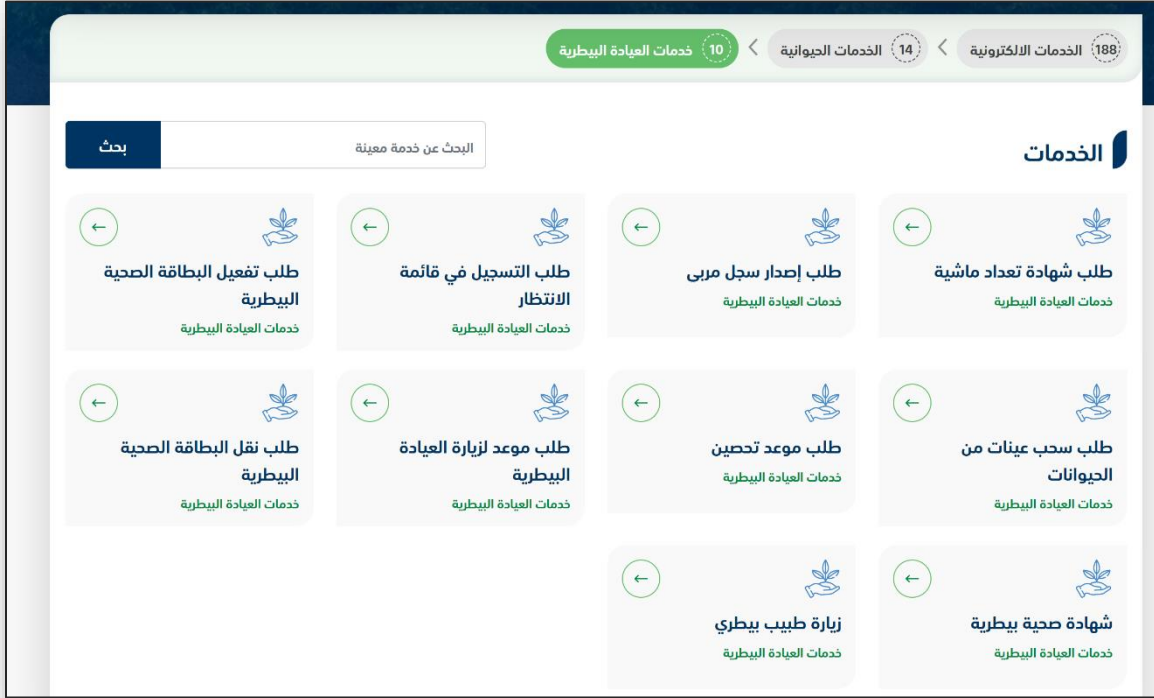 188 الخدمات الالكترونية
14 الخدمات الحيوانية
10 خدمات العيادة البيطرية
الخدمات
البحث عن خدمة معينة
بحث
طلب شهادة تعداد ماشية
خدمات العيادة البيطرية
طلب إصدار سجل مربى
خدمات العيادة البيطرية
طلب التسجيل في قائمة
الانتظار
خدمات العيادة البيطرية
طلب تفعيل البطاقة الصحية
البيطرية
خدمات العيادة البيطرية
طلب سحب عينات من
الحيوانات
خدمات العيادة البيطرية
طلب موعد تحصين
خدمات العيادة البيطرية
طلب موعد لزيارة العيادة
البيطرية
خدمات العيادة البيطرية
طلب نقل البطاقة الصحية
البيطرية
خدمات العيادة البيطرية
شهادة صحية بيطرية
خدمات العيادة البيطرية
زيارة طبيب بيطري
خدمات العيادة البيطرية